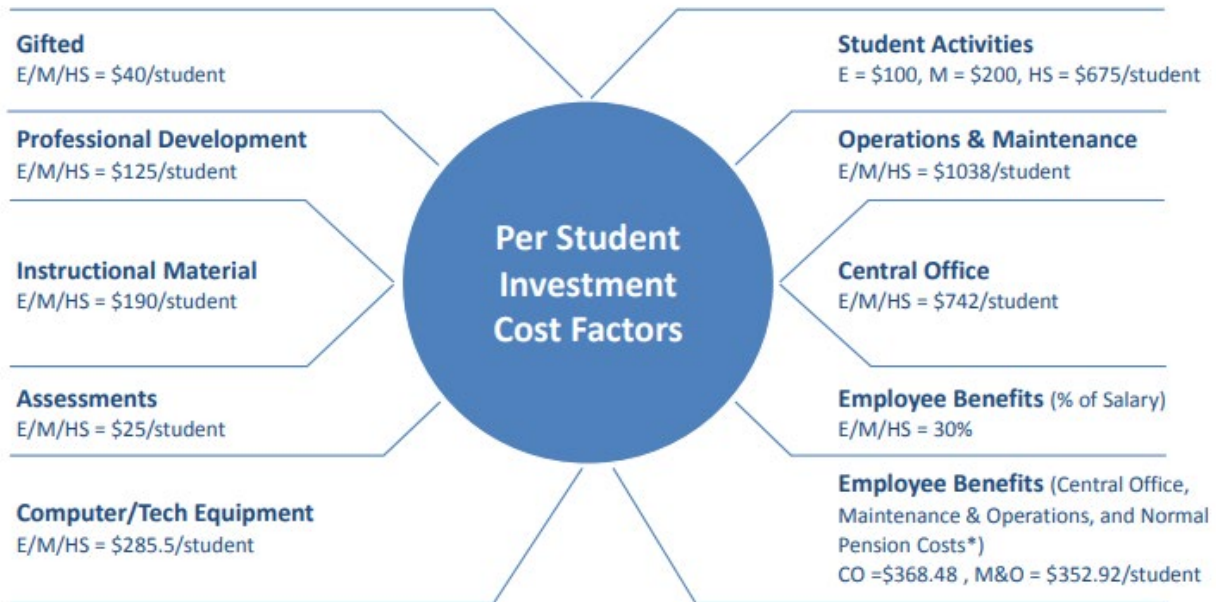 Gifted
E/M/HS = $40/student
Professional Development
E/M/HS = $125/student
Instructional Material
E/M/HS = $190/student
Assessments
E/M/HS = $25/student
Computer/Tech Equipment
E/M/HS = $285.5/student
Per Student
Investment
Cost Factors
Student Activities
E = $100, M = $200, HS = $675/student
Operations & Maintenance
E/M/HS = $1038/student
Central Office
E/M/HS = $742/student
Employee Benefits (% of Salary)
E/M/HS = 30%
Employee Benefits (Central Office,
Maintenance & Operations, and Normal
Pension Costs*)
CO =$368.48 , M&O = $352.92/student